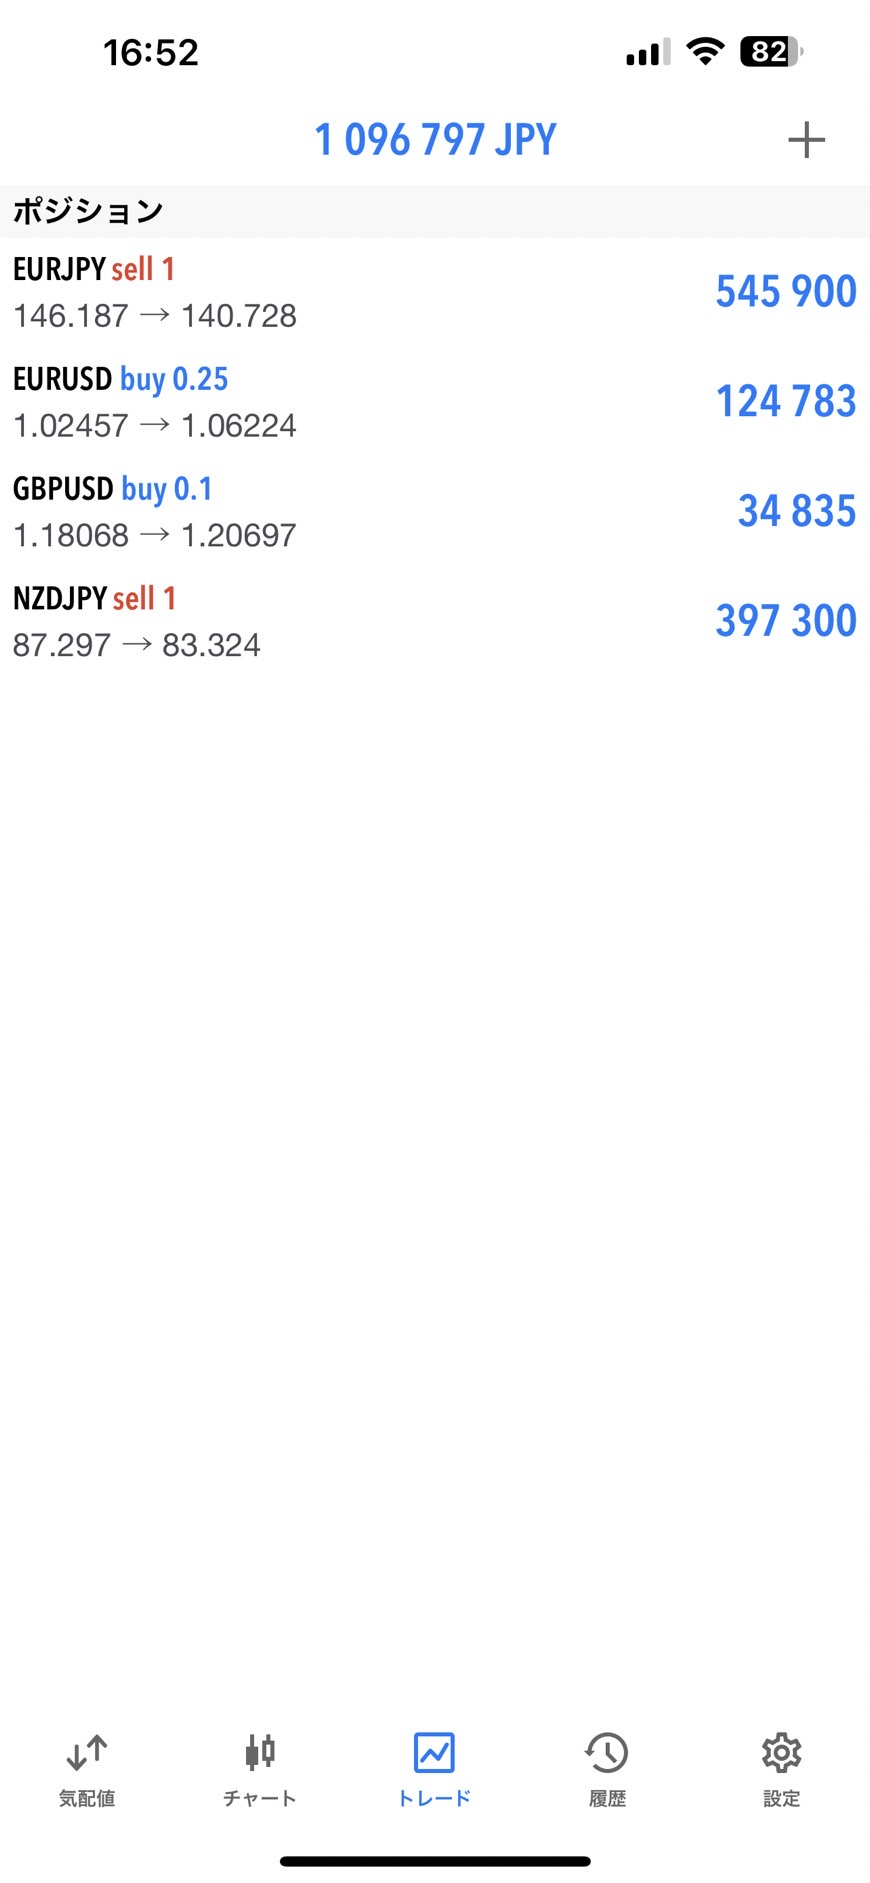 16:52
82
1 096 797 JPY
ポジション
EURJPY sell 1
545 900
146.187 → 140.728
EURUSD buy 0.25
124 783
1.02457 → 1.06224
GBPUSD buy 0.1
34 835
1.18068 → 1.20697
NZDJPY sell 1
397 300
87.297 → 83.324
気配値 チャート トレード 履歴 設定